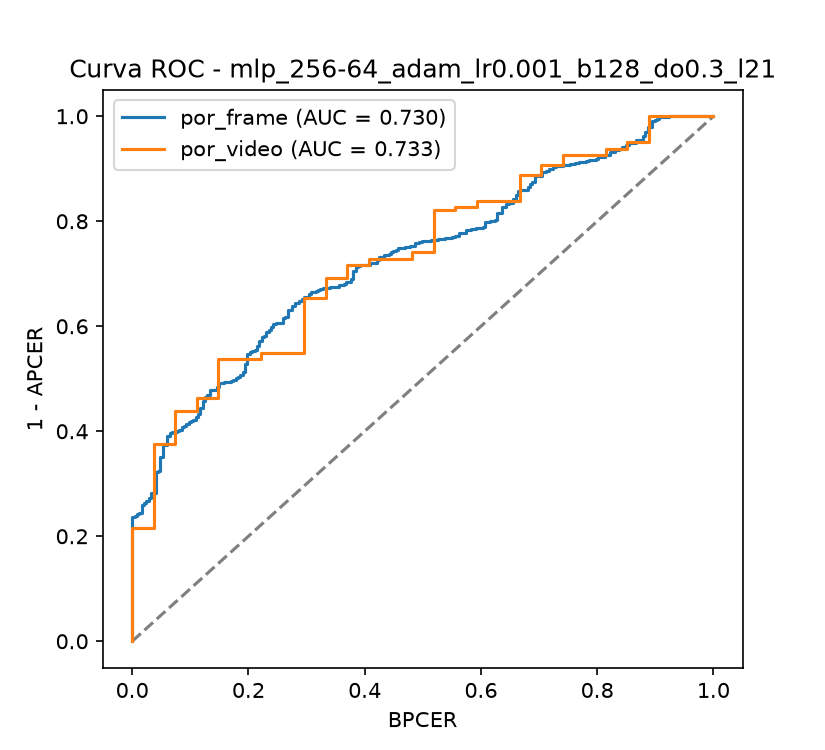 Curva ROC - mlp_256-64_adam_lr0.001_b128_do0.3_l21
por_frame (AUC = 0.730)
por_video (AUC = 0.733)
1.0
0.8
0.6
0.4
0.2
0.0
1 - APCER
0.0 0.2 0.4 0.6 0.8 1.0
BPCER